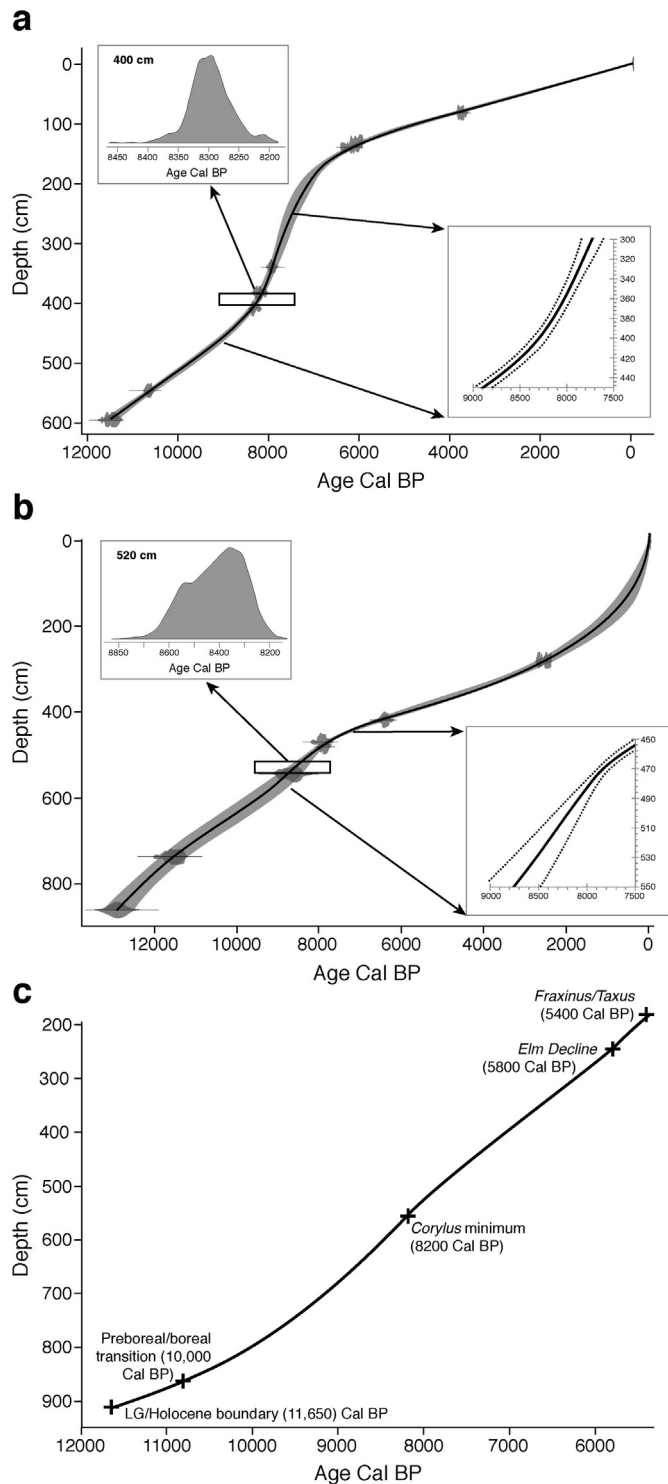 a
0
100
200
300
400
500
600
Depth (cm)
400 cm
8450 8400 8350 8300 8250 8200
Age Cal BP
300
320
340
360
380
400
420
440
9000 8500 8000 7500
12000 10000 8000 6000 4000 2000 0
Age Cal BP
b
0
200
400
600
800
Depth (cm)
520 cm
8850 8600 8400 8200
Age Cal BP
450
470
490
510
530
550
9000 8500 8000 7500
12000 10000 8000 6000 4000 2000 0
Age Cal BP
c
200
300
400
500
600
700
800
900
Depth (cm)
Fraxinus/Taxus
(5400 Cal BP)
Elm Decline
(5800 Cal BP)
Corylus minimum
(8200 Cal BP)
Preboreal/boreal
transition (10,000
Cal BP)
LG/Holocene boundary (11,650) Cal BP
12000 11000 10000 9000 8000 7000 6000
Age Cal BP